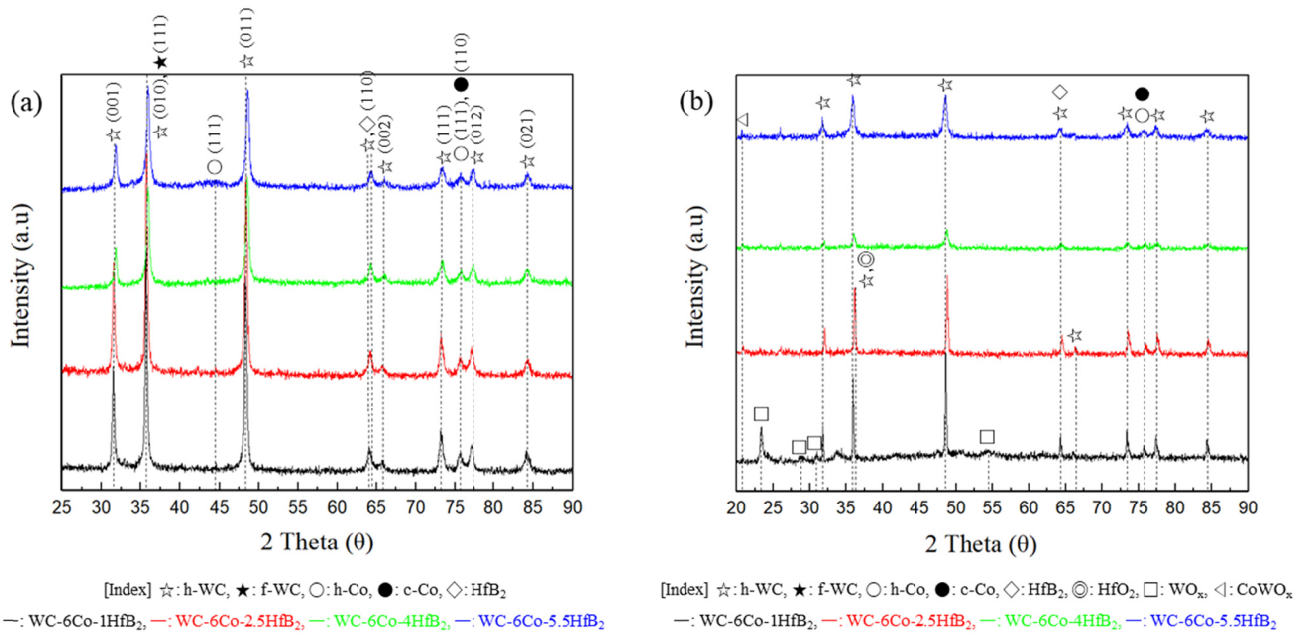 (a)
Intensity (a.u)
☆ (001)
☆ (010), ★ (111)
○ (111)
☆ (011)
◇
☆, (110)
☆ (002)
☆ (111)
○ (111), ● (110)
☆ (012)
☆ (021)
25 30 35 40 45 50 55 60 65 70 75 80 85 90
2 Theta (θ)
[Index] ☆: h-WC, ★: f-WC, ○: h-Co, ●: c-Co, ◇: HfB₂
—: WC-6Co-1HfB₂, —: WC-6Co-2.5HfB₂, —: WC-6Co-4HfB₂, —: WC-6Co-5.5HfB₂
(b)
Intensity (a.u)
20 25 30 35 40 45 50 55 60 65 70 75 80 85 90
2 Theta (θ)
[Index] ☆: h-WC, ★: f-WC, ○: h-Co, ●: c-Co, ◇: HfB₂, ◎: HfO₂, □: WOₓ, ◁: CoWOₓ
—: WC-6Co-1HfB₂, —: WC-6Co-2.5HfB₂, —: WC-6Co-4HfB₂, —: WC-6Co-5.5HfB₂